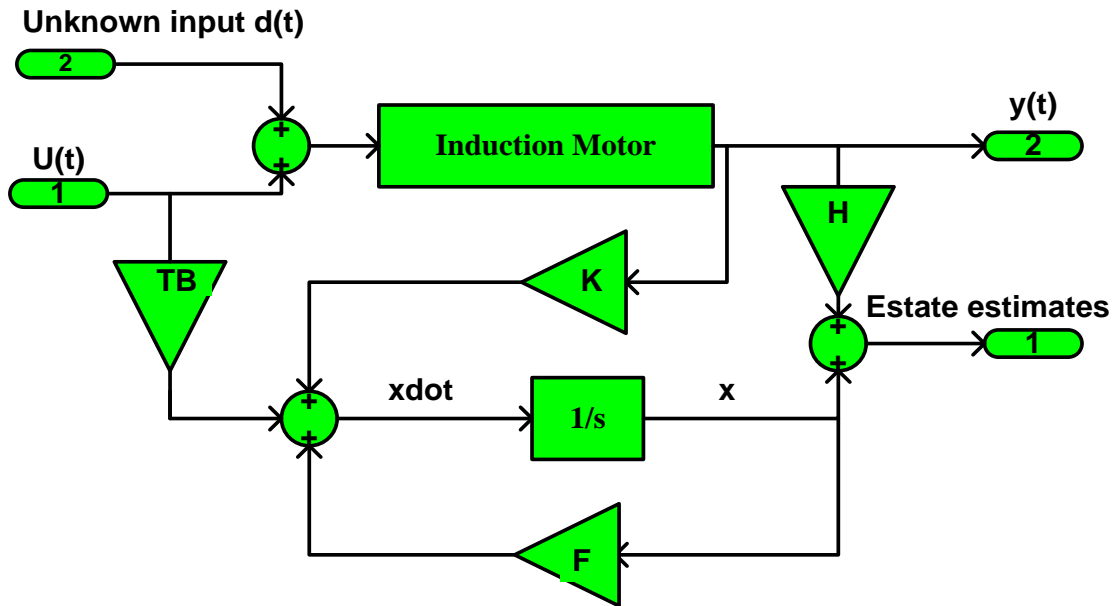 Unknown input d(t)
2
U(t)
1
+
+
Induction Motor
y(t)
2
H
K
TB
Estate estimates
+
+
1
xdot
1/s
x
+
+
F